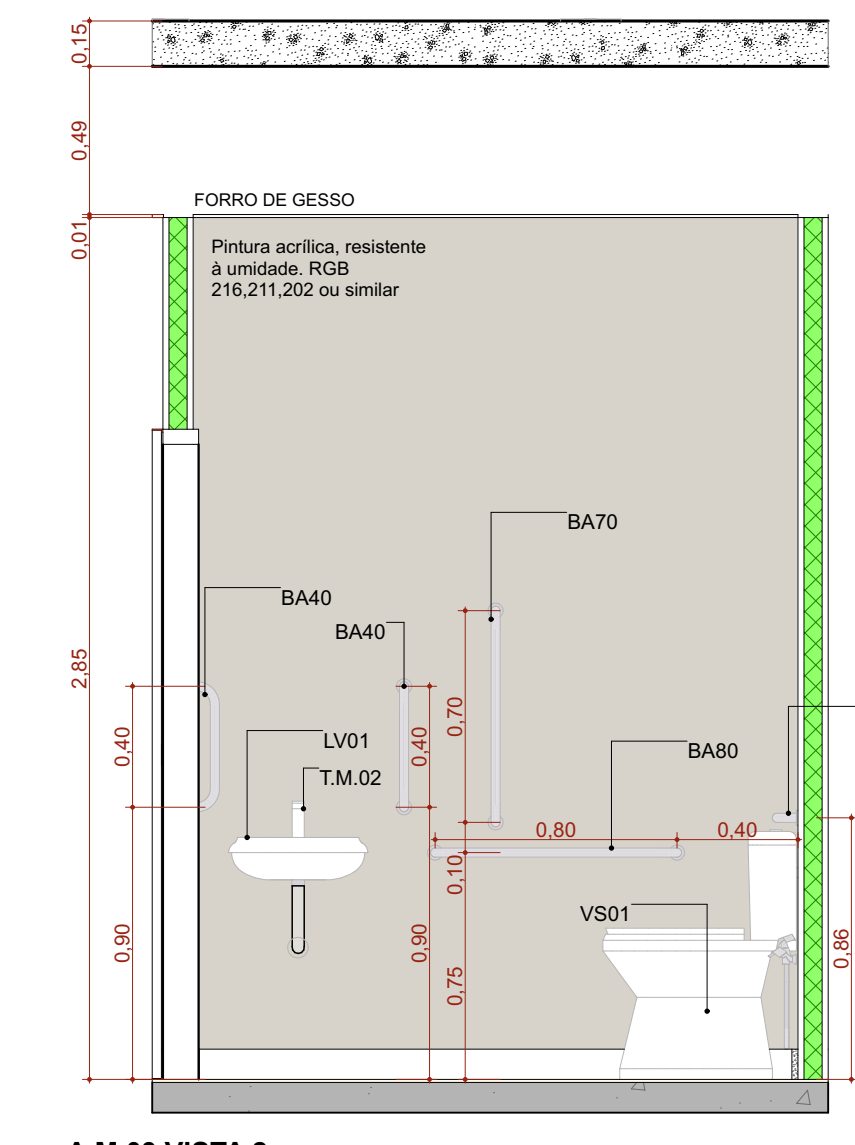 0,15
0,49
FORRO DE GESSO
0,01
Pintura acrílica, resistente
à umidade. RGB
216,211,202 ou similar
BA70
BA40
BA40
2,85
0,70
0,40
0,40
LV01
T.M.02
BA80
0,80
0,40
0,10
VS01
0,90
0,90
0,86
0,75